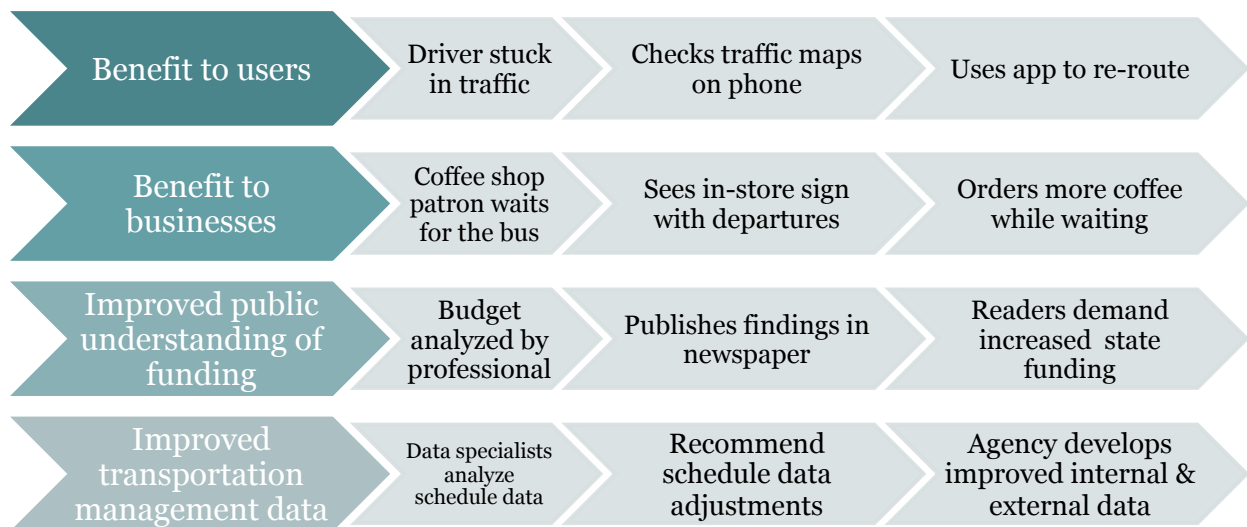 Benefit to users
Driver stuck
in traffic
Checks traffic maps
on phone
Uses app to re-route
Benefit to
businesses
Coffee shop
patron waits
for the bus
Sees in-store sign
with departures
Orders more coffee
while waiting
Improved public
understanding of
funding
Budget
analyzed by
professional
Publishes findings in
newspaper
Readers demand
increased state
funding
Improved
transportation
management data
Data specialists
analyze
schedule data
Recommend
schedule data
adjustments
Agency develops
improved internal &
external data